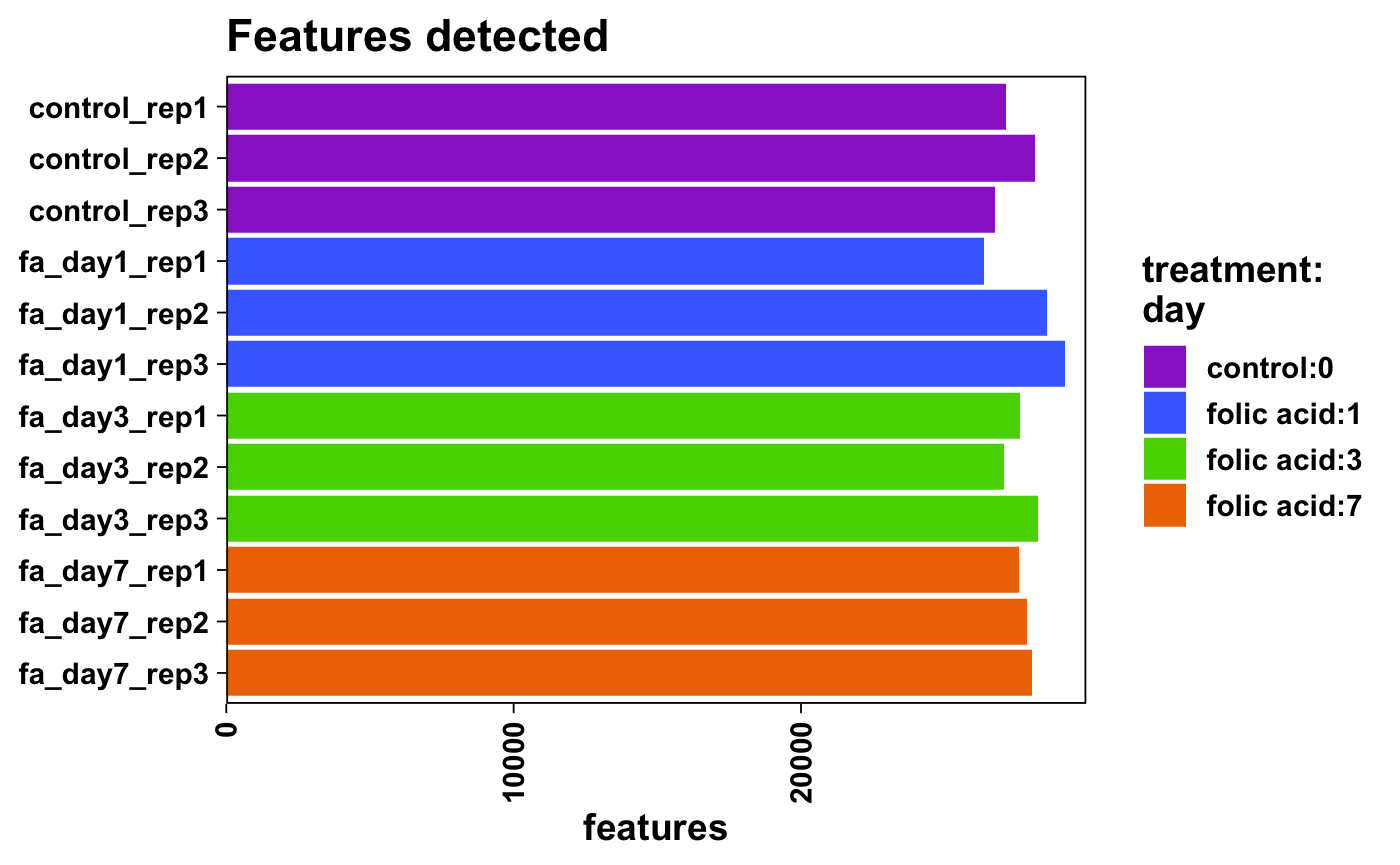 Features detected
control_rep1
control_rep2
control_rep3
fa_day1_rep1
fa_day1_rep2
fa_day1_rep3
fa_day3_rep1
fa_day3_rep2
fa_day3_rep3
fa_day7_rep1
fa_day7_rep2
fa_day7_rep3
0
10000
20000
features
treatment:
day
control:0
folic acid:1
folic acid:3
folic acid:7